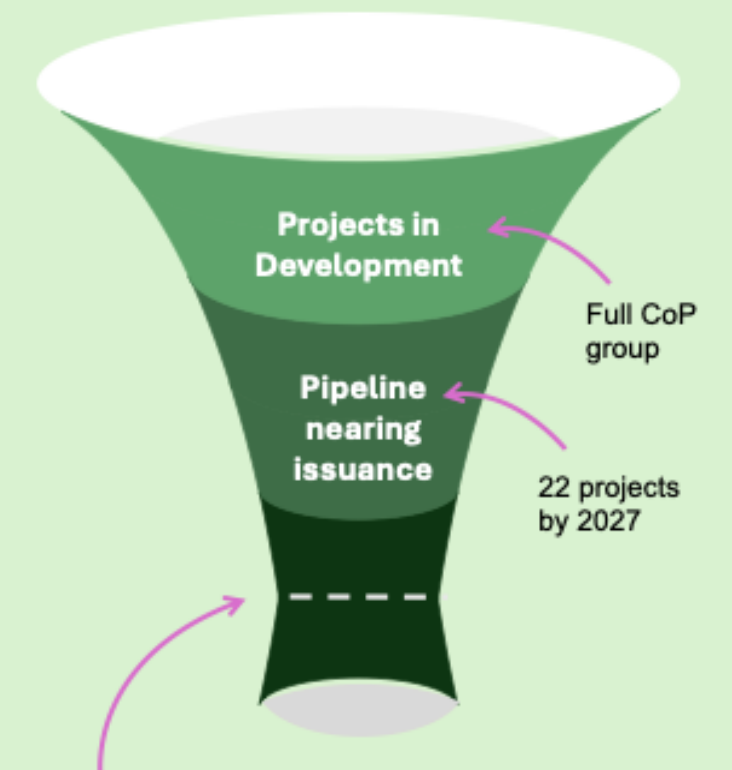 Projects in
Development
Full CoP
group
Pipeline
nearing
issuance
22 projects
by 2027